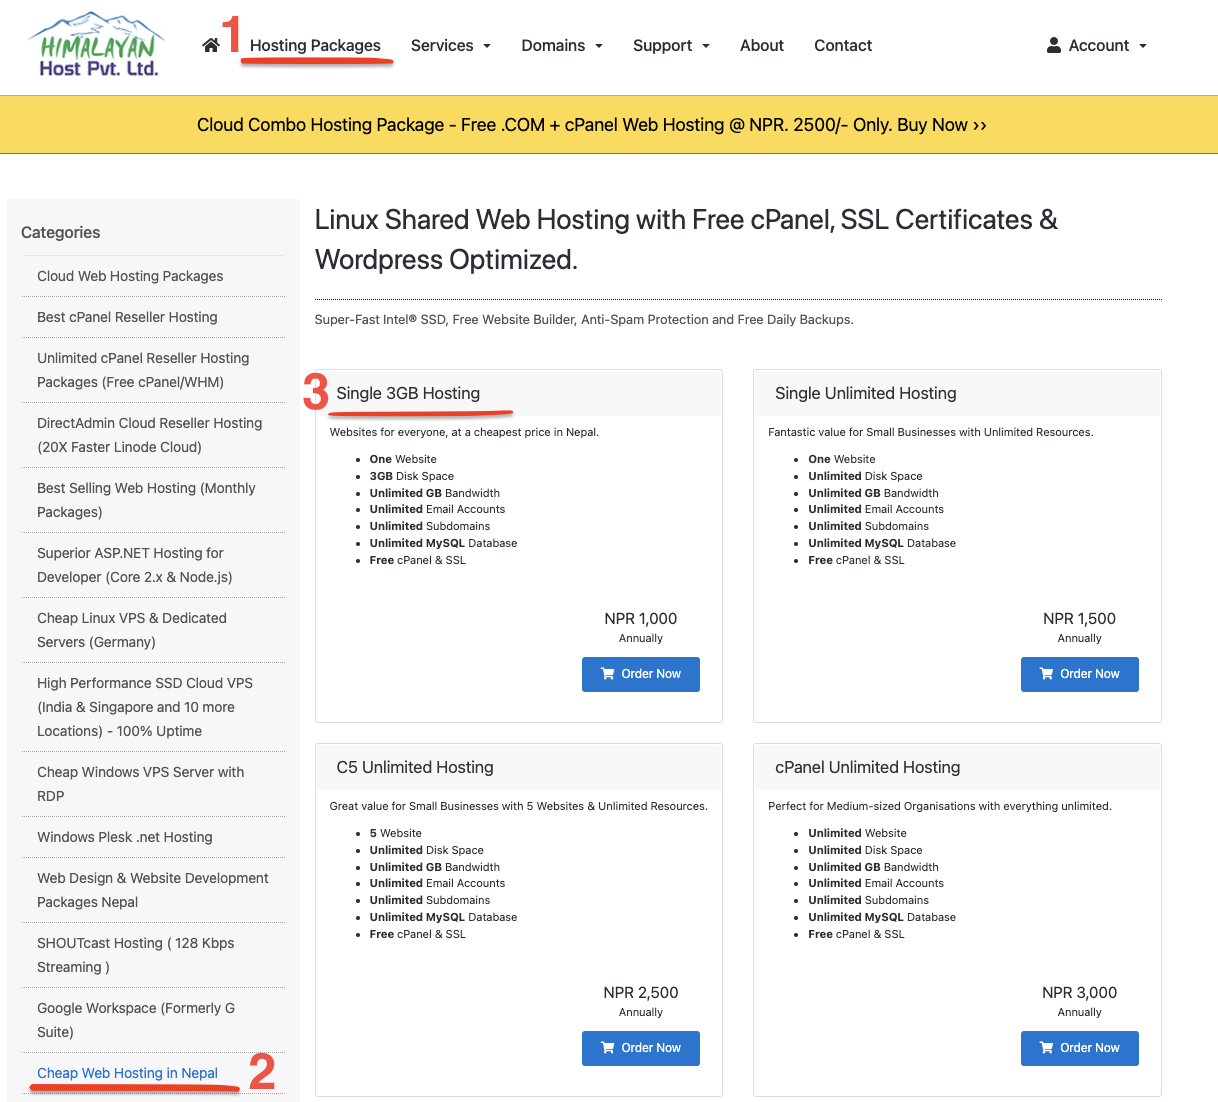 HIMALAYAN
Host Pvt. Ltd.
1
Hosting Packages
Services
Domains
Support
About
Contact
Account
Cloud Combo Hosting Package - Free .COM + cPanel Web Hosting @ NPR. 2500/- Only. Buy Now ››
Categories
Cloud Web Hosting Packages
Best cPanel Reseller Hosting
Unlimited cPanel Reseller Hosting
Packages (Free cPanel/WHM)
DirectAdmin Cloud Reseller Hosting
(20X Faster Linode Cloud)
Best Selling Web Hosting (Monthly
Packages)
Superior ASP.NET Hosting for
Developer (Core 2.x & Node.js)
Cheap Linux VPS & Dedicated
Servers (Germany)
High Performance SSD Cloud VPS
(India & Singapore and 10 more
Locations) - 100% Uptime
Cheap Windows VPS Server with
RDP
Windows Plesk .net Hosting
Web Design & Website Development
Packages Nepal
SHOUTcast Hosting ( 128 Kbps
Streaming )
Google Workspace (Formerly G
Suite)
Cheap Web Hosting in Nepal
2
Linux Shared Web Hosting with Free cPanel, SSL Certificates &
Wordpress Optimized.
Super-Fast Intel® SSD, Free Website Builder, Anti-Spam Protection and Free Daily Backups.
3
Single 3GB Hosting
Websites for everyone, at a cheapest price in Nepal.
One Website
3GB Disk Space
Unlimited GB Bandwidth
Unlimited Email Accounts
Unlimited Subdomains
Unlimited MySQL Database
Free cPanel & SSL
NPR 1,000
Annually
Order Now
Single Unlimited Hosting
Fantastic value for Small Businesses with Unlimited Resources.
One Website
Unlimited Disk Space
Unlimited GB Bandwidth
Unlimited Email Accounts
Unlimited Subdomains
Unlimited MySQL Database
Free cPanel & SSL
NPR 1,500
Annually
Order Now
C5 Unlimited Hosting
Great value for Small Businesses with 5 Websites & Unlimited Resources.
5 Website
Unlimited Disk Space
Unlimited GB Bandwidth
Unlimited Email Accounts
Unlimited Subdomains
Unlimited MySQL Database
Free cPanel & SSL
NPR 2,500
Annually
Order Now
cPanel Unlimited Hosting
Perfect for Medium-sized Organisations with everything unlimited.
Unlimited Website
Unlimited Disk Space
Unlimited GB Bandwidth
Unlimited Email Accounts
Unlimited Subdomains
Unlimited MySQL Database
Free cPanel & SSL
NPR 3,000
Annually
Order Now